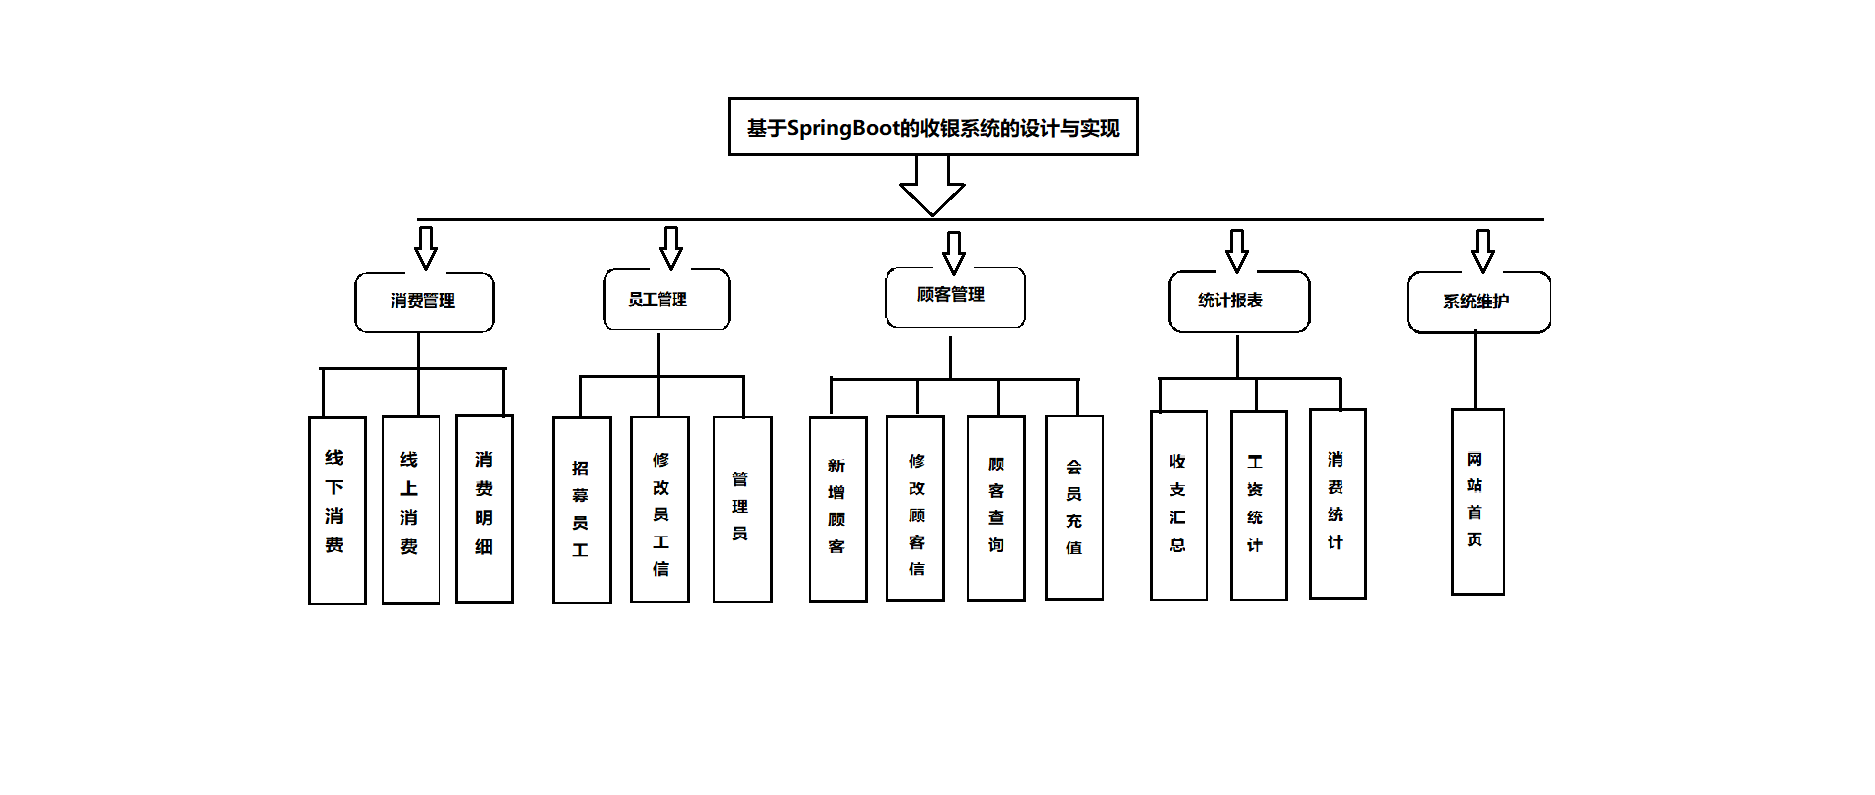 基于SpringBoot的收银系统的设计与实现
消费管理
员工管理
顾客管理
统计报表
系统维护
线下消费
线上消费
消费明细
招募员工
修改员工信
管理员
新增顾客
修改顾客信
顾客查询
会员充值
收支汇总
工资统计
消费统计
网站首页